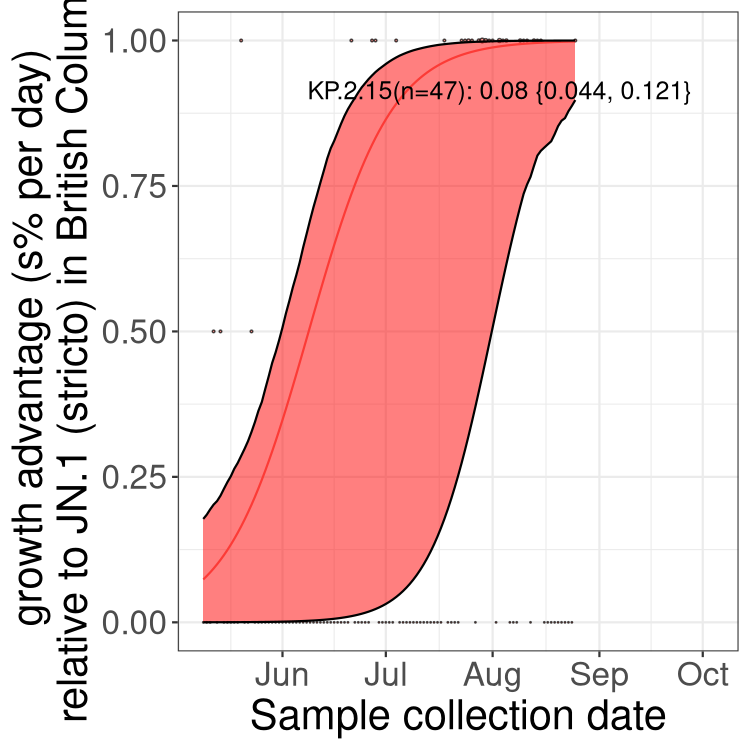 growth advantage (s% per day)
relative to JN.1 (stricto) in British Colum
1.00
0.75
0.50
0.25
0.00
KP.2.15(n=47): 0.08 {0.044, 0.121}
Jun Jul Aug Sep Oct
Sample collection date